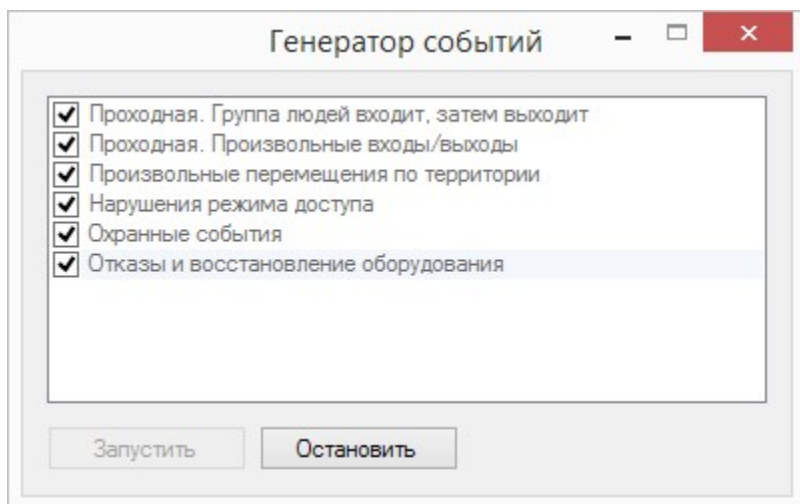 Генератор событий
Проходная. Группа людей входит, затем выходит
Проходная. Произвольные входы/выходы
Произвольные перемещения по территории
Нарушения режима доступа
Охранные события
Отказы и восстановление оборудования
Запустить Остановить